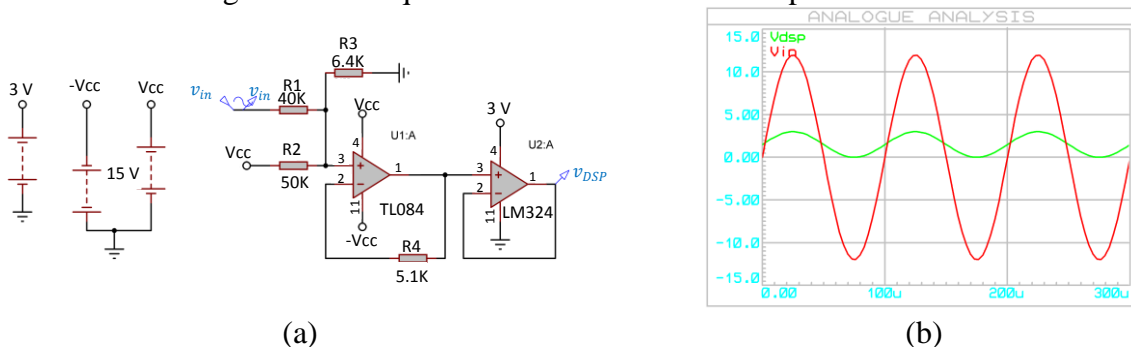 ANALOGUE ANALYSIS
15.0
Vdsp
Vin
10.0
5.00
0.00
-5.00
-10.0
-15.0
0.00
100u
200u
300u
3 V
-Vcc
Vcc
15 V
R3
6.4K
v_in
v_in
R1
40K
Vcc
3 V
U1:A
U2:A
Vcc
R2
50K
4
3
2
1
11
TL084
-Vcc
4
3
2
1
11
LM324
v_DSP
R4
5.1K
(a)
(b)